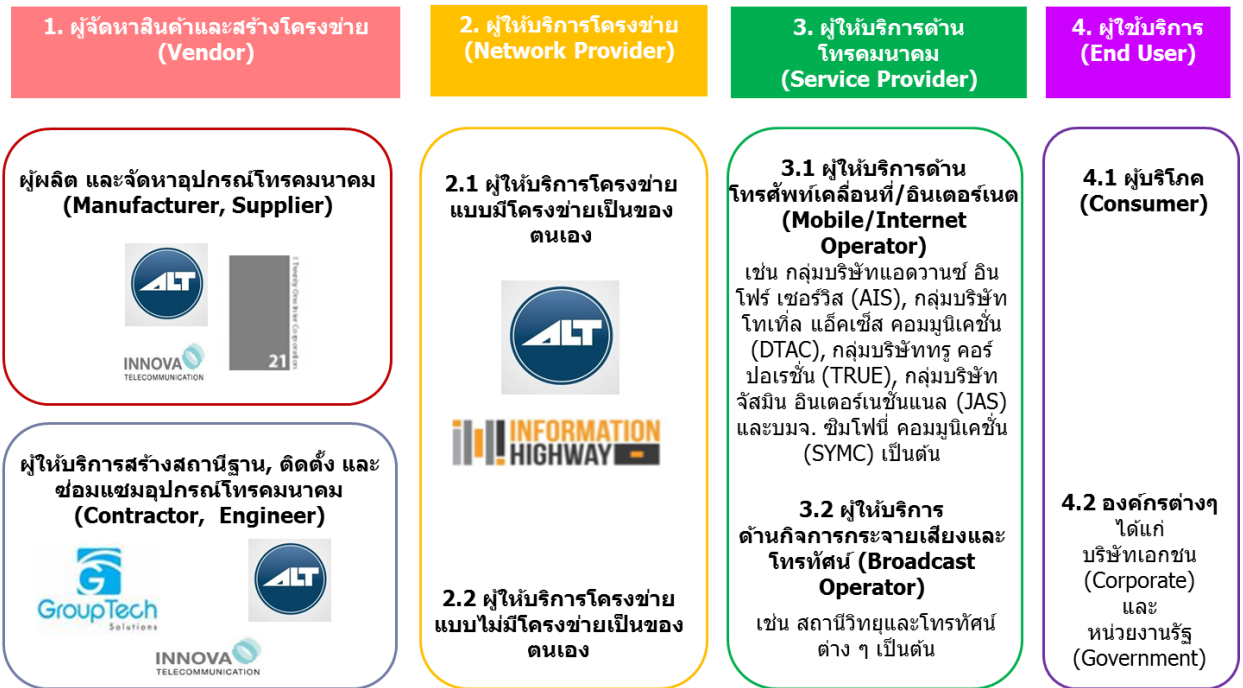 1. ผู้จัดหาสินค้าและสร้างโครงข่าย
(Vendor)
2. ผู้ให้บริการโครงข่าย
(Network Provider)
3. ผู้ให้บริการด้าน
โทรคมนาคม
(Service Provider)
4. ผู้ใช้บริการ
(End User)
ผู้ผลิต และจัดหาอุปกรณ์โทรคมนาคม
(Manufacturer, Supplier)
ALT
INNOVA
TELECOMMUNICATION
21
I Twenty One Inter Corporation
ผู้ให้บริการสร้างสถานีฐาน, ติดตั้ง และ
ซ่อมแซมอุปกรณ์โทรคมนาคม
(Contractor, Engineer)
G
GroupTech
Solutions
ALT
INNOVA
TELECOMMUNICATION
2.1 ผู้ให้บริการโครงข่าย
แบบมีโครงข่ายเป็นของ
ตนเอง
ALT
INFORMATION
HIGHWAY
2.2 ผู้ให้บริการโครงข่าย
แบบไม่มีโครงข่ายเป็นของ
ตนเอง
3.1 ผู้ให้บริการด้าน
โทรศัพท์เคลื่อนที่/อินเตอร์เนต
(Mobile/Internet
Operator)
เช่น กลุ่มบริษัทแอดวานซ์ อิน
โฟร์ เซอร์วิส (AIS), กลุ่มบริษัท
โทเทิ่ล แอ็คเซ็ส คอมมูนิเคชั่น
(DTAC), กลุ่มบริษัททรู คอร์
ปอเรชั่น (TRUE), กลุ่มบริษัท
จัสมิน อินเตอร์เนชั่นแนล (JAS)
และบมจ. ซิมโฟนี่ คอมมูนิเคชั่น
(SYMC) เป็นต้น
3.2 ผู้ให้บริการ
ด้านกิจการกระจายเสียงและ
โทรทัศน์ (Broadcast
Operator)
เช่น สถานีวิทยุและโทรทัศน์
ต่าง ๆ เป็นต้น
4.1 ผู้บริโภค
(Consumer)
4.2 องค์กรต่างๆ
ได้แก่
บริษัทเอกชน
(Corporate)
และ
หน่วยงานรัฐ
(Government)